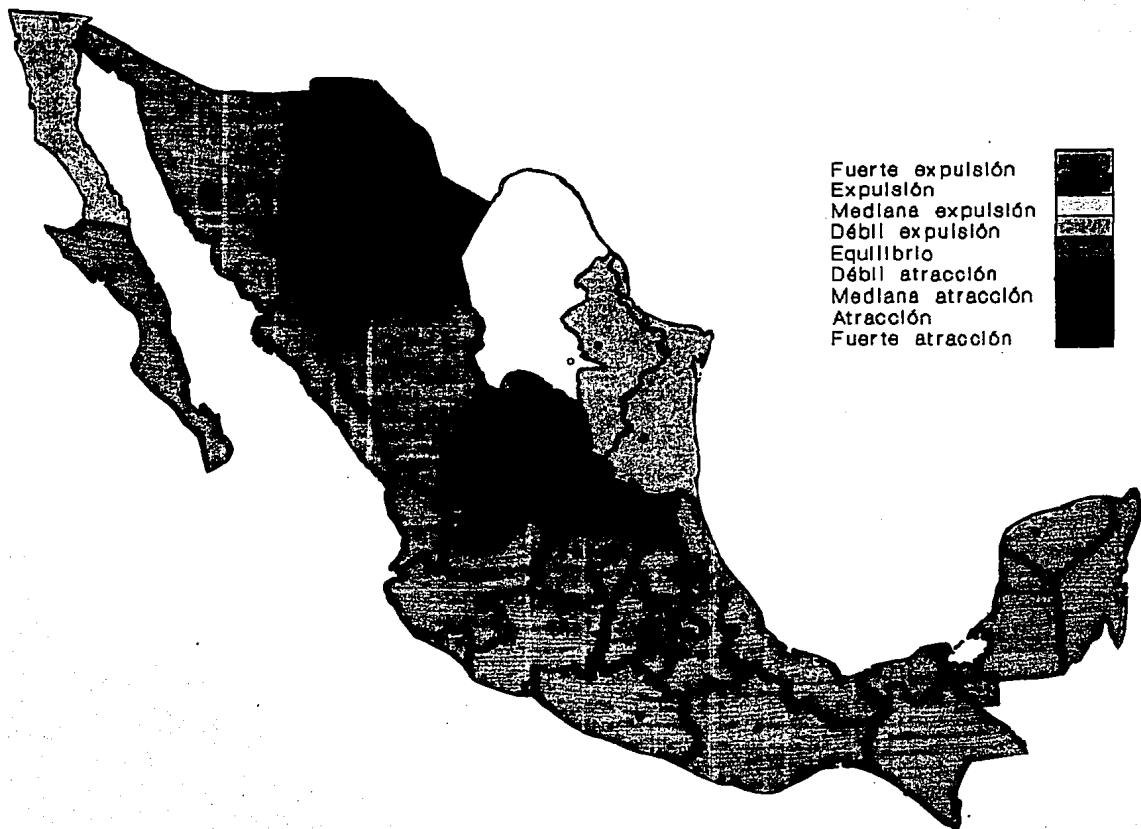 Fuerte expulsión
Expulsión
Mediana expulsión
Débil expulsión
Equilibrio
Débil atracción
Mediana atracción
Atracción
Fuerte atracción